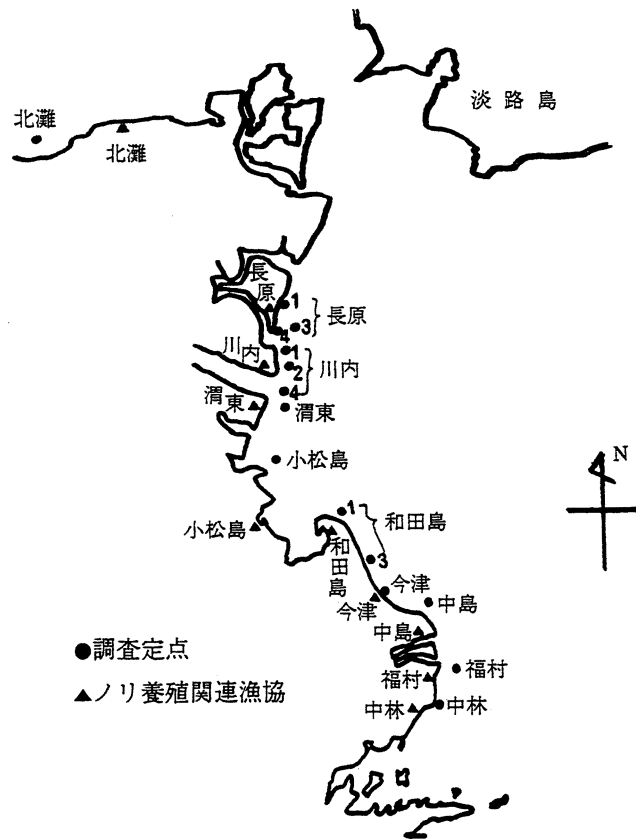 淡路島
北灘
北灘
長原
1
3
長原
4
1
川内
2
川内
4
渭東
渭東
小松島
N
1
和田島
小松島
和田島
3
今津
今津
中島
中島
●調査定点
福村
福村
▲ノリ養殖関連漁協
中林
中林